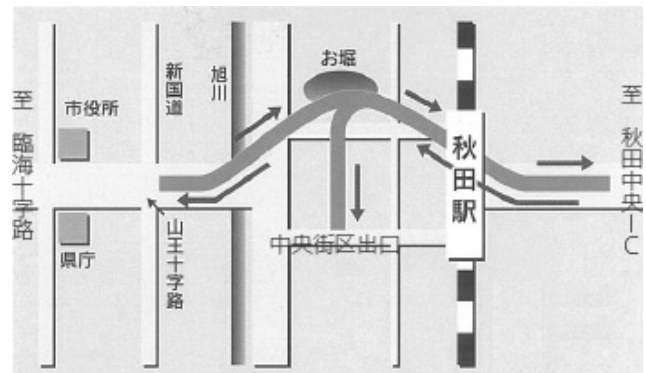 至 臨海十字路
市役所
県庁
新国道
山王十字路
旭川
お堀
中央街区出口
秋田駅
至 秋田中央IC